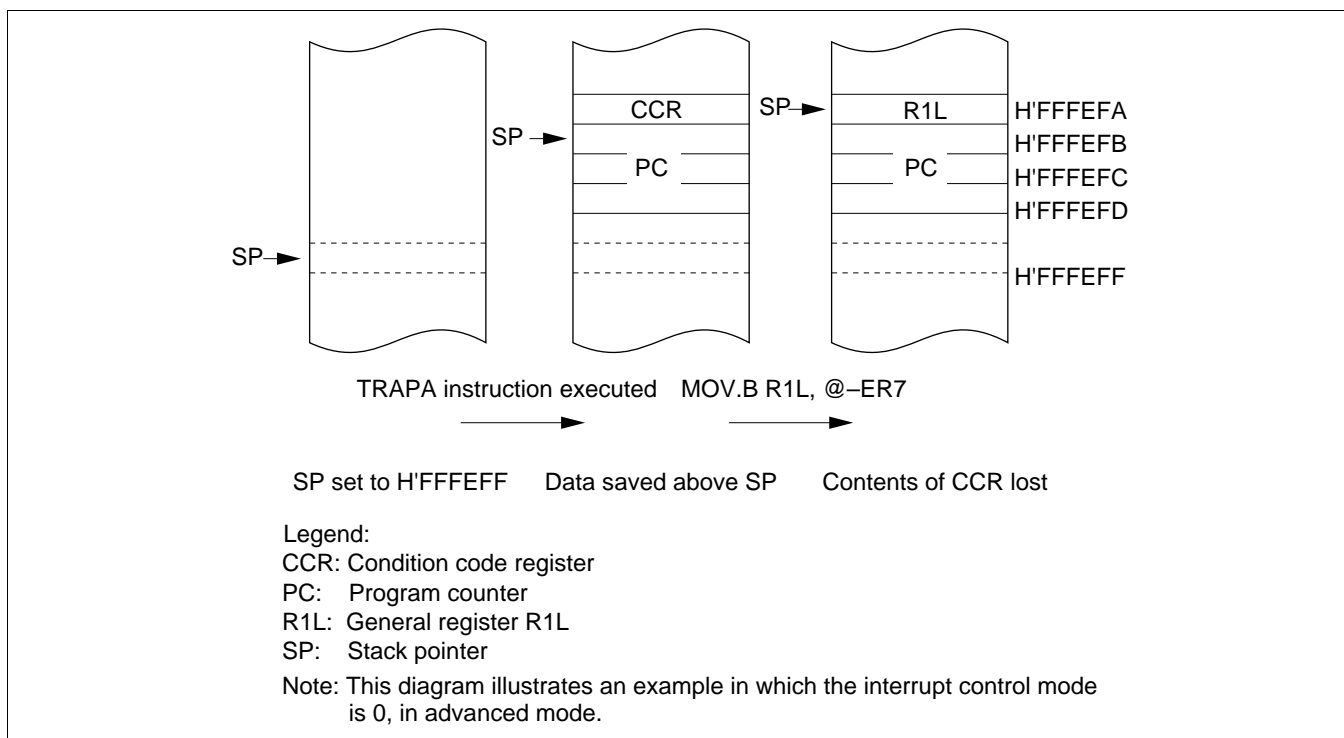 CCR
SP
R1L
H'FFFEFA
SP
H'FFFEFB
PC
PC
H'FFFEFC
H'FFFEFD
SP
H'FFFEFF
TRAPA instruction executed
MOV.B R1L, @–ER7
SP set to H'FFFEFF
Data saved above SP
Contents of CCR lost
Legend:
CCR: Condition code register
PC: Program counter
R1L: General register R1L
SP: Stack pointer
Note: This diagram illustrates an example in which the interrupt control mode
is 0, in advanced mode.